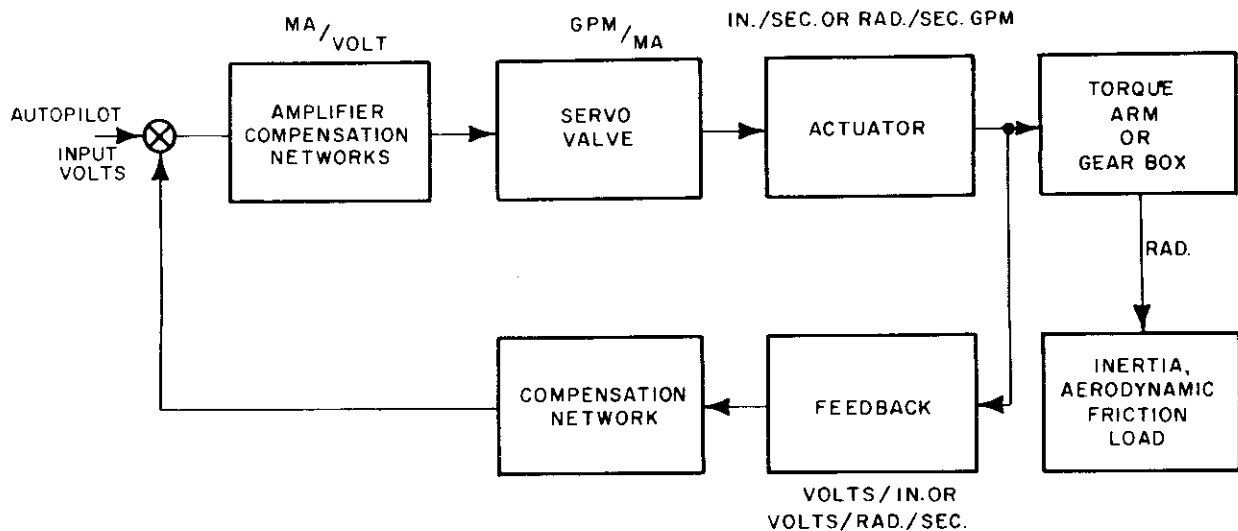 MA/VOLT
GPM/MA
IN./SEC. OR RAD./SEC. GPM
AUTOPILOT
INPUT
VOLTS
AMPLIFIER
COMPENSATION
NETWORKS
SERVO
VALVE
ACTUATOR
TORQUE
ARM
OR
GEAR BOX
RAD.
COMPENSATION
NETWORK
FEEDBACK
INERTIA,
AERODYNAMIC
FRICTION
LOAD
VOLTS/IN. OR
VOLTS/RAD./SEC.